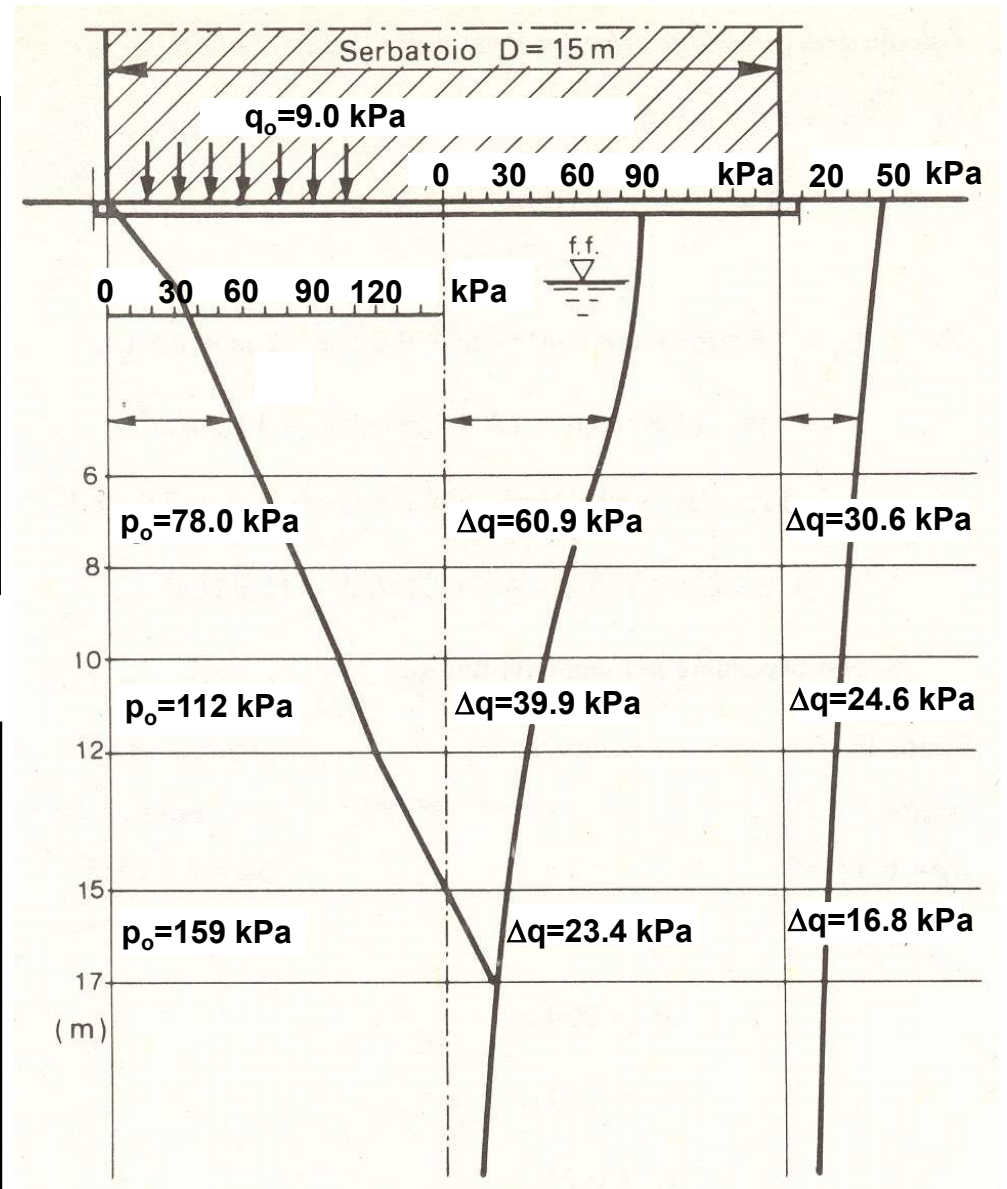 Serbatoio D = 15 m
qo=9.0 kPa
0 30 60 90 kPa 20 50 kPa
f.f.
0 30 60 90 120 kPa
6
po=78.0 kPa Δq=60.9 kPa Δq=30.6 kPa
8
10
po=112 kPa Δq=39.9 kPa Δq=24.6 kPa
12
15
po=159 kPa Δq=23.4 kPa Δq=16.8 kPa
17
(m)